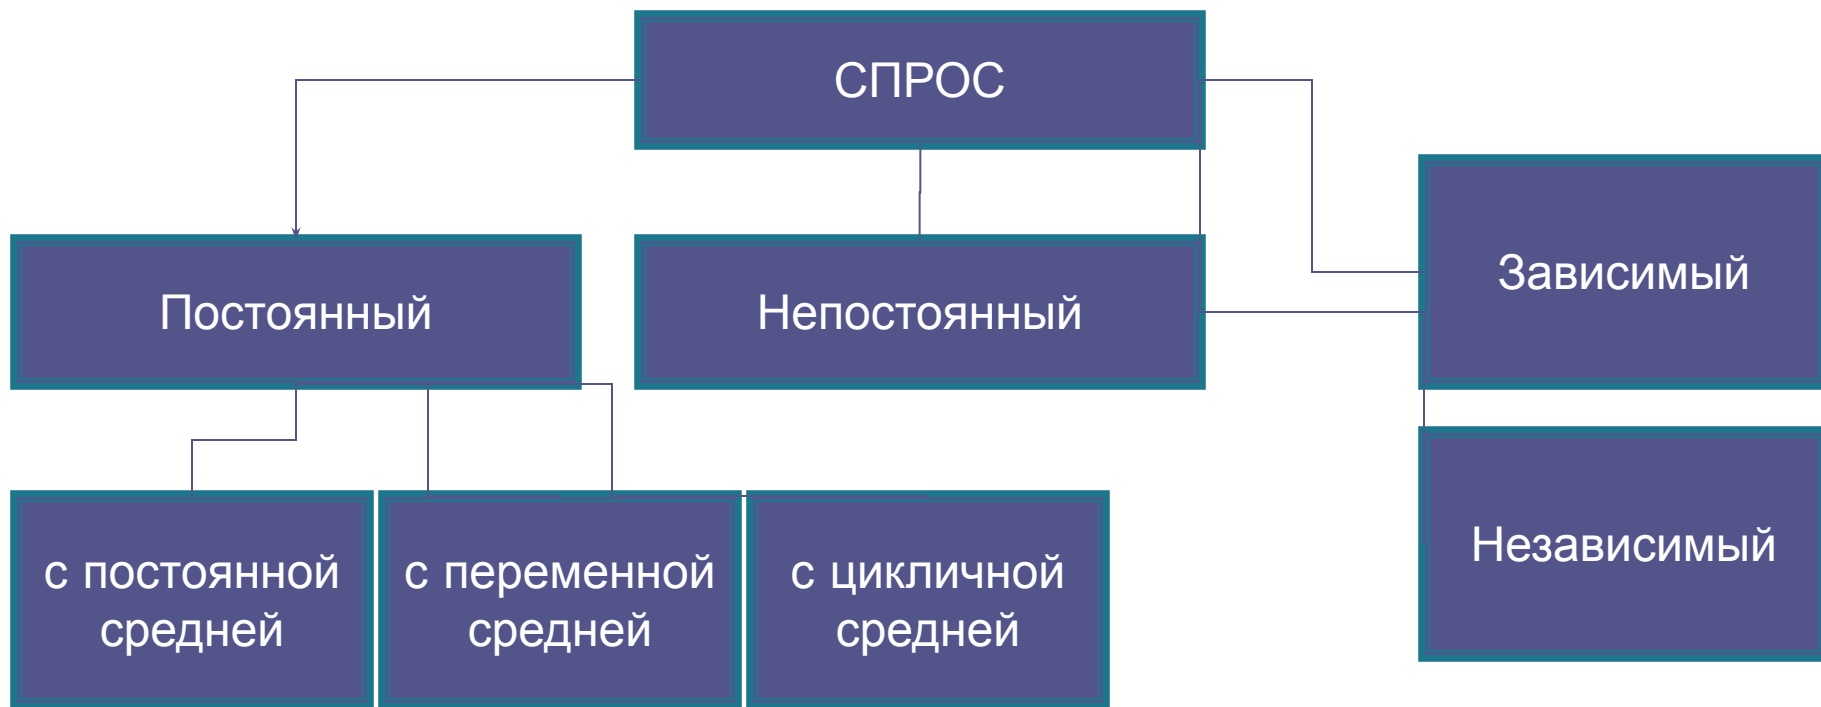 СПРОС
Зависимый
Постоянный
Непостоянный
Независимый
с постоянной
средней
с переменной
средней
с цикличной
средней